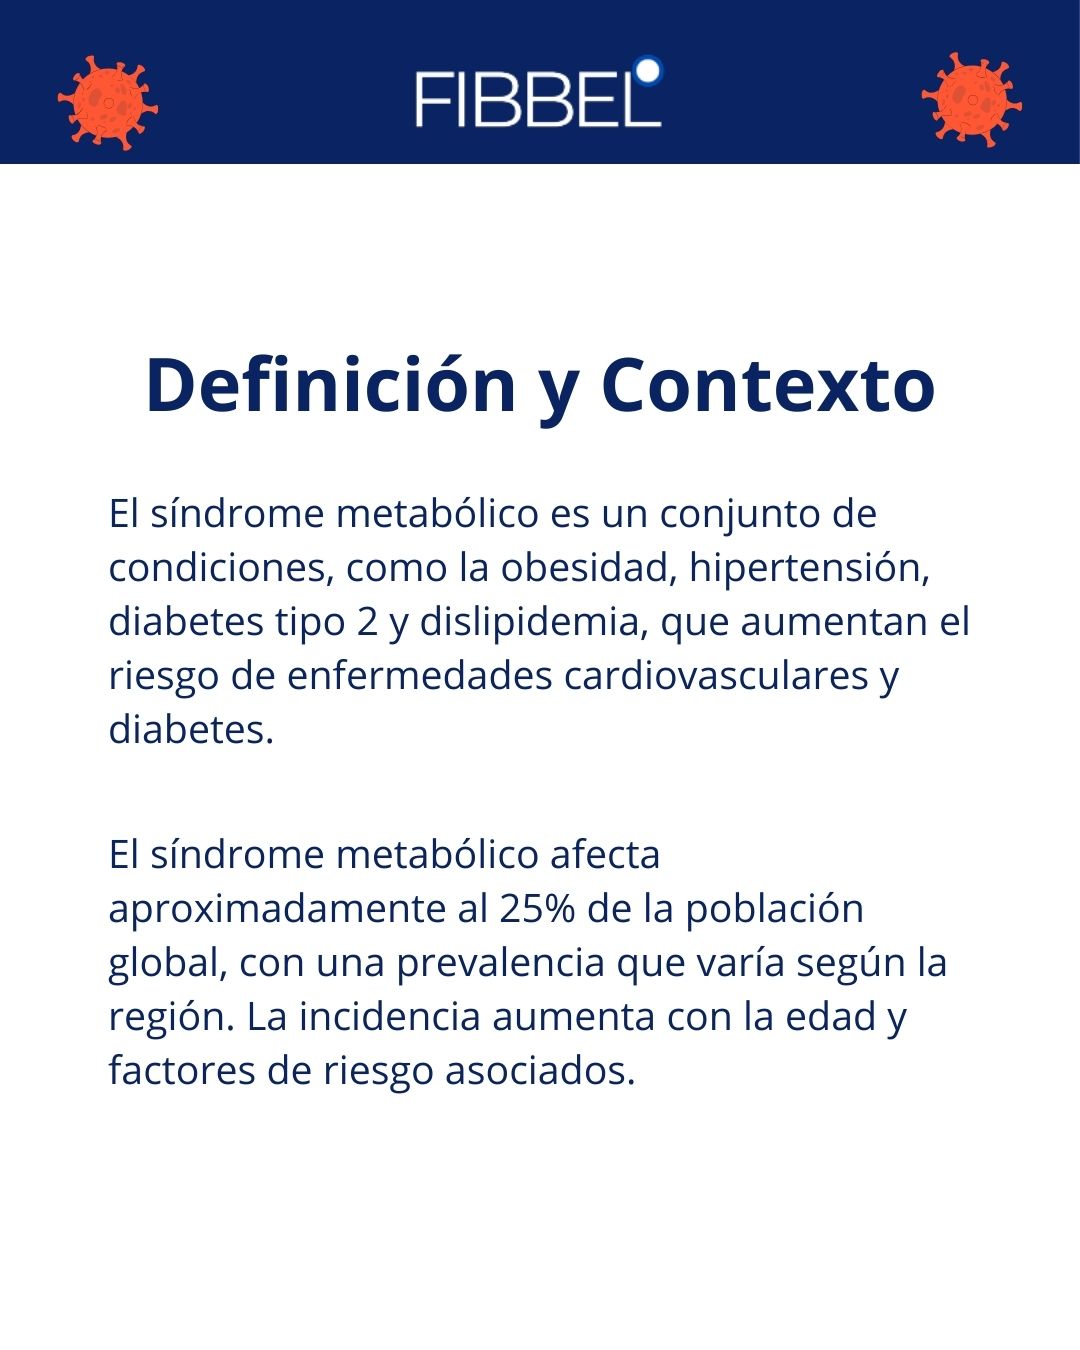 FIBBEL
Definición y Contexto
El síndrome metabólico es un conjunto de
condiciones, como la obesidad, hipertensión,
diabetes tipo 2 y dislipidemia, que aumentan el
riesgo de enfermedades cardiovasculares y
diabetes.
El síndrome metabólico afecta
aproximadamente al 25% de la población
global, con una prevalencia que varía según la
región. La incidencia aumenta con la edad y
factores de riesgo asociados.